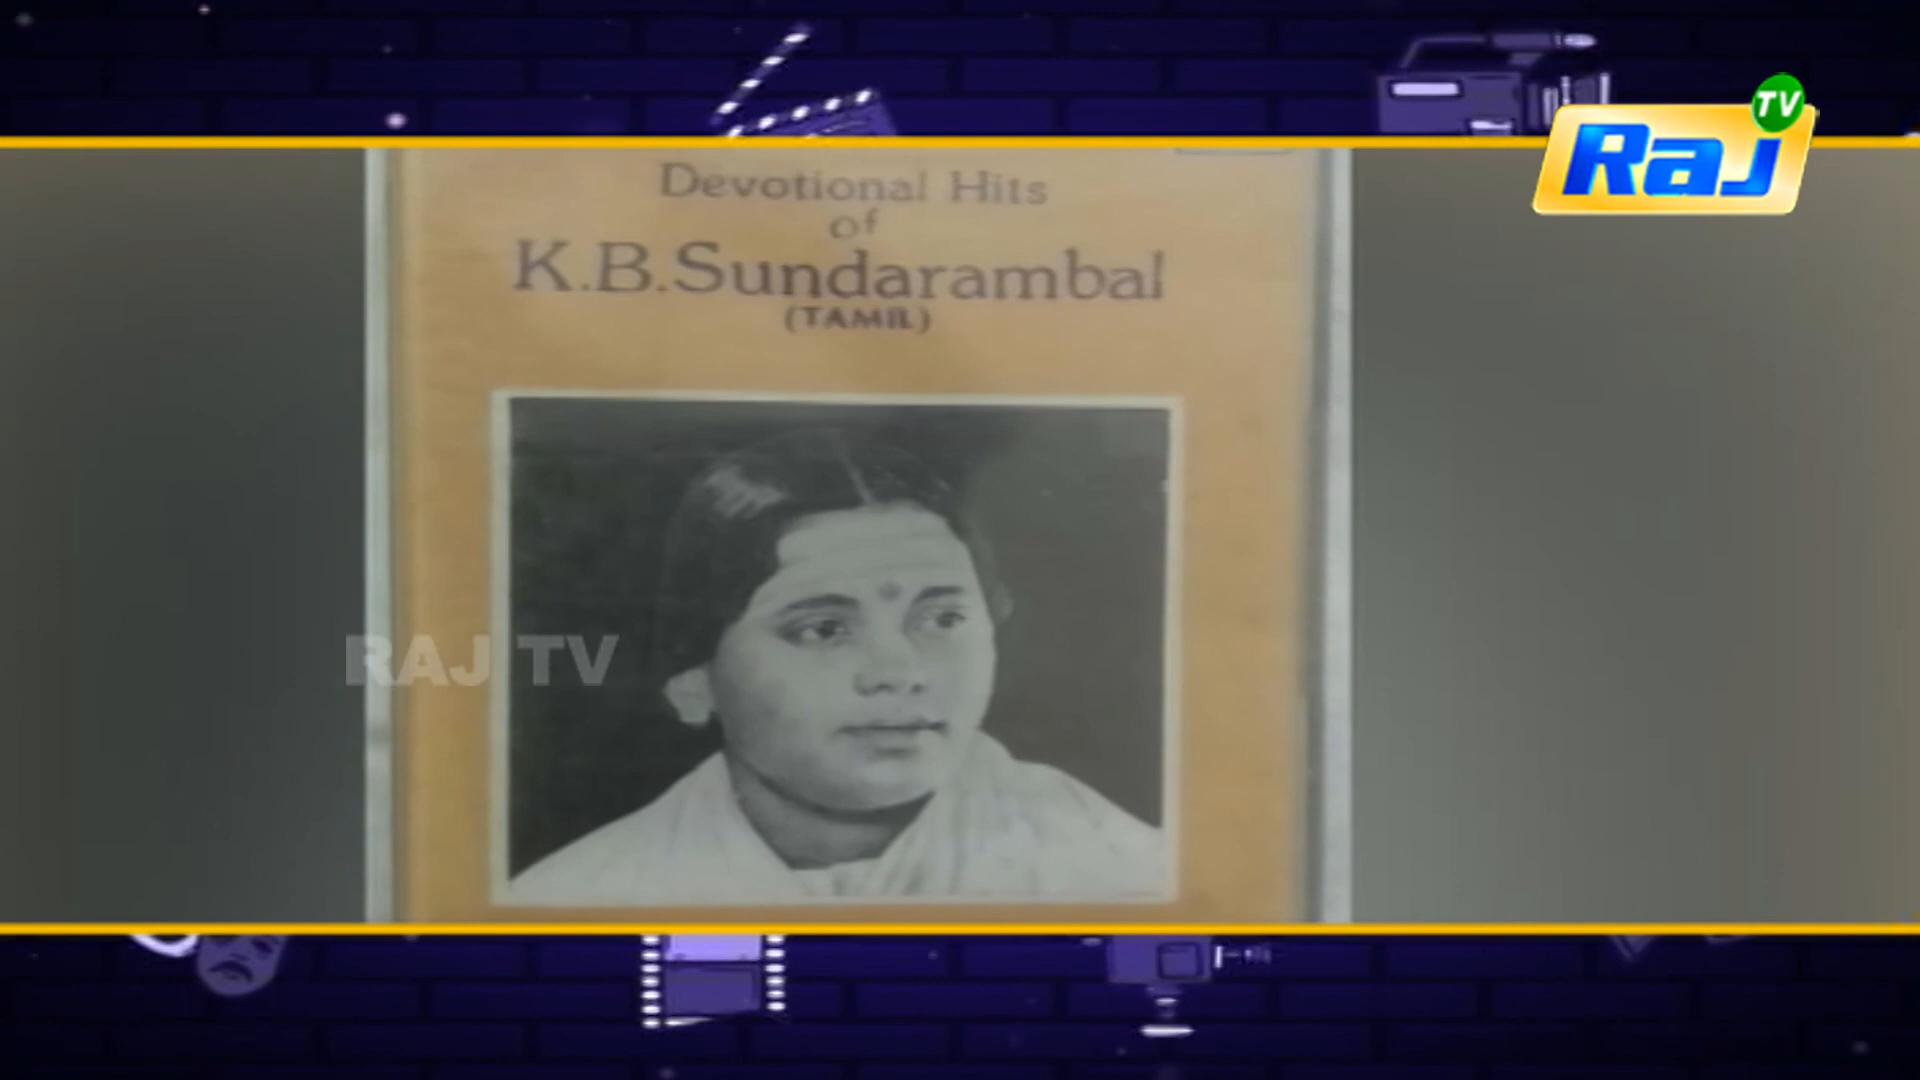 TV
Raj
Devotional Hits
of
K.B.Sundarambal
(TAMIL)
RAJ TV